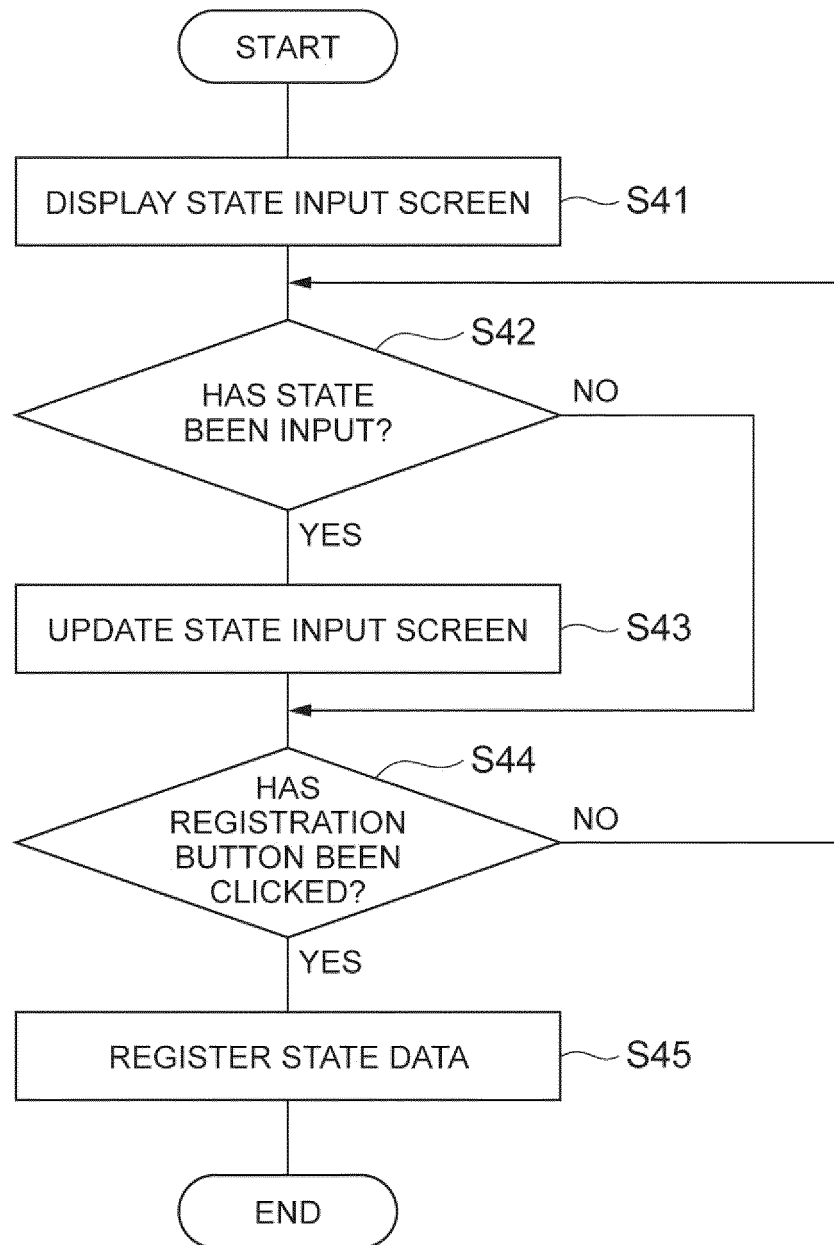 START
DISPLAY STATE INPUT SCREEN
S41
S42
HAS STATE
BEEN INPUT?
NO
YES
UPDATE STATE INPUT SCREEN
S43
S44
HAS
REGISTRATION
BUTTON BEEN
CLICKED?
NO
YES
REGISTER STATE DATA
S45
END